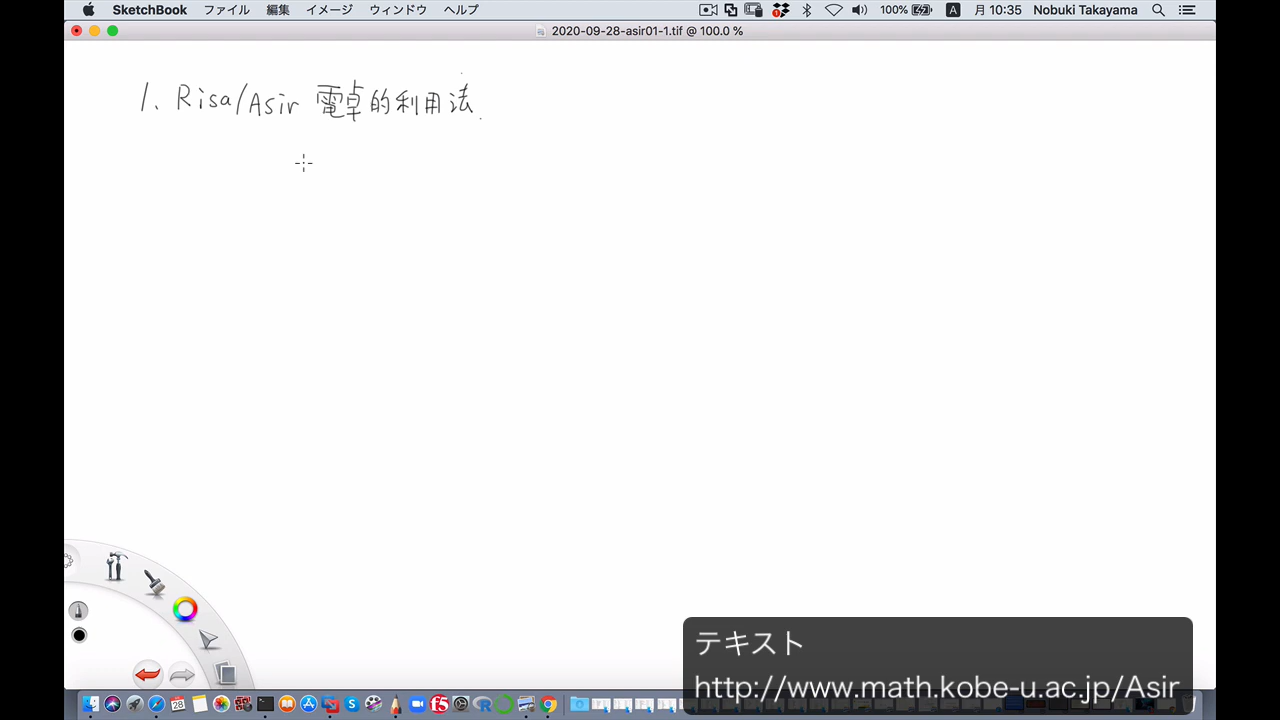 SketchBook ファイル 編集 イメージ ウィンドウ ヘルプ 100% A 月 10:35 Nobuki Takayama
2020-09-28-asir01-1.tif @ 100.0 %
1、Risa/Asir 電卓的利用法.
テキスト
http://www.math.kobe-u.ac.jp/Asir
28 f5 R